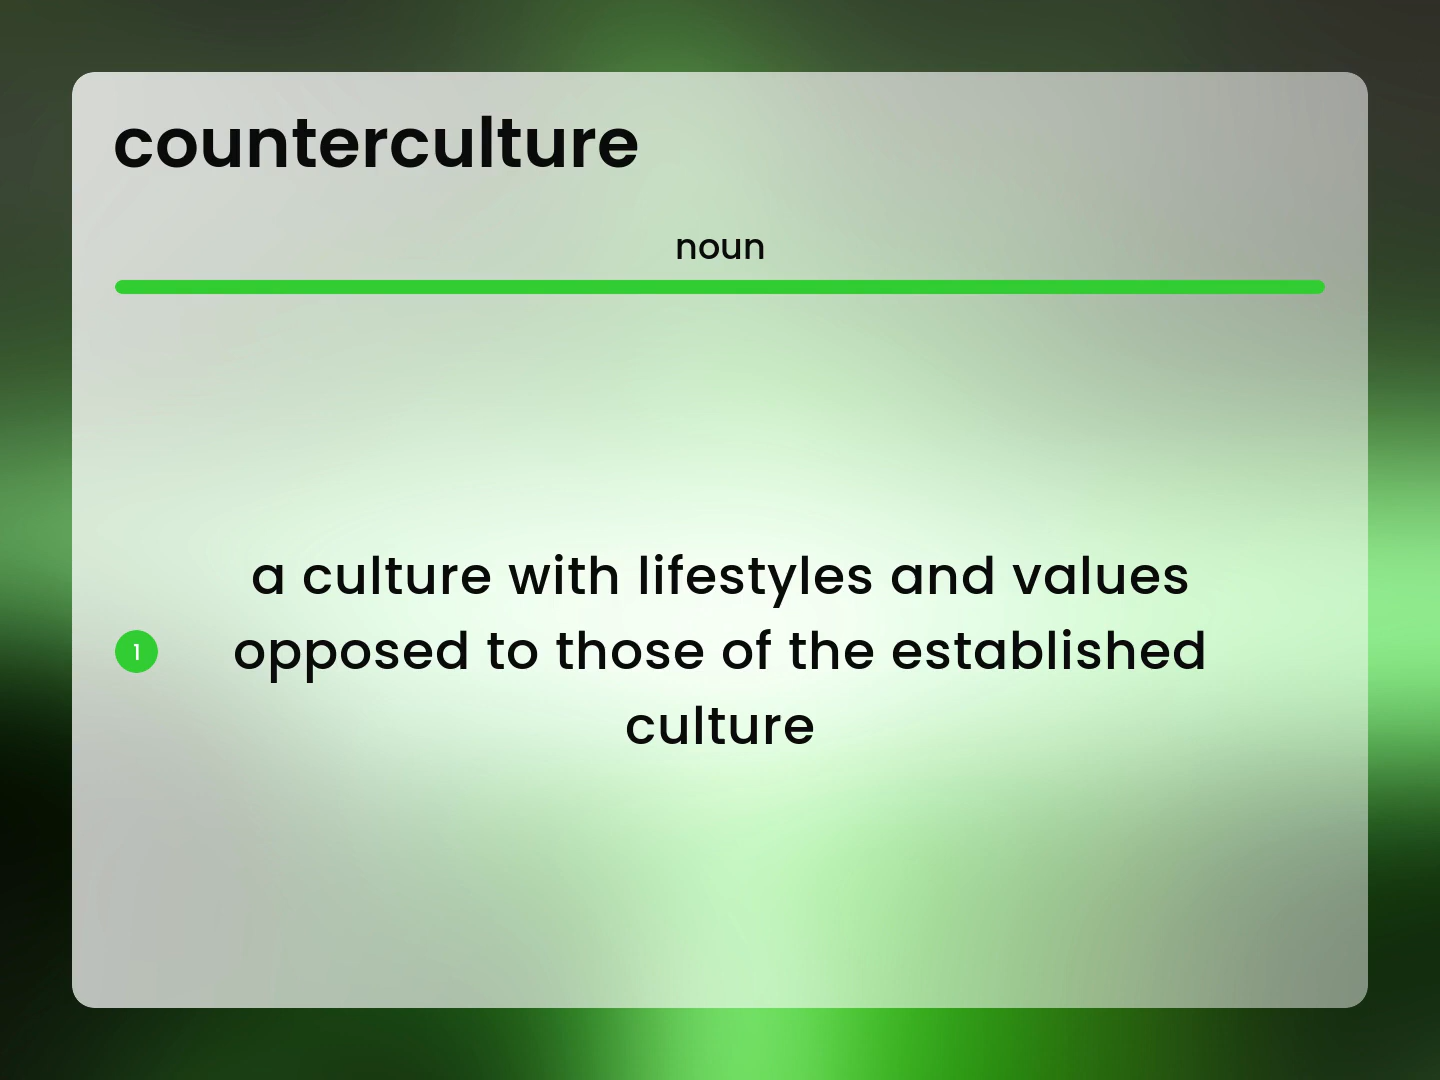 counterculture
noun
a culture with lifestyles and values
1 opposed to those of the established
culture